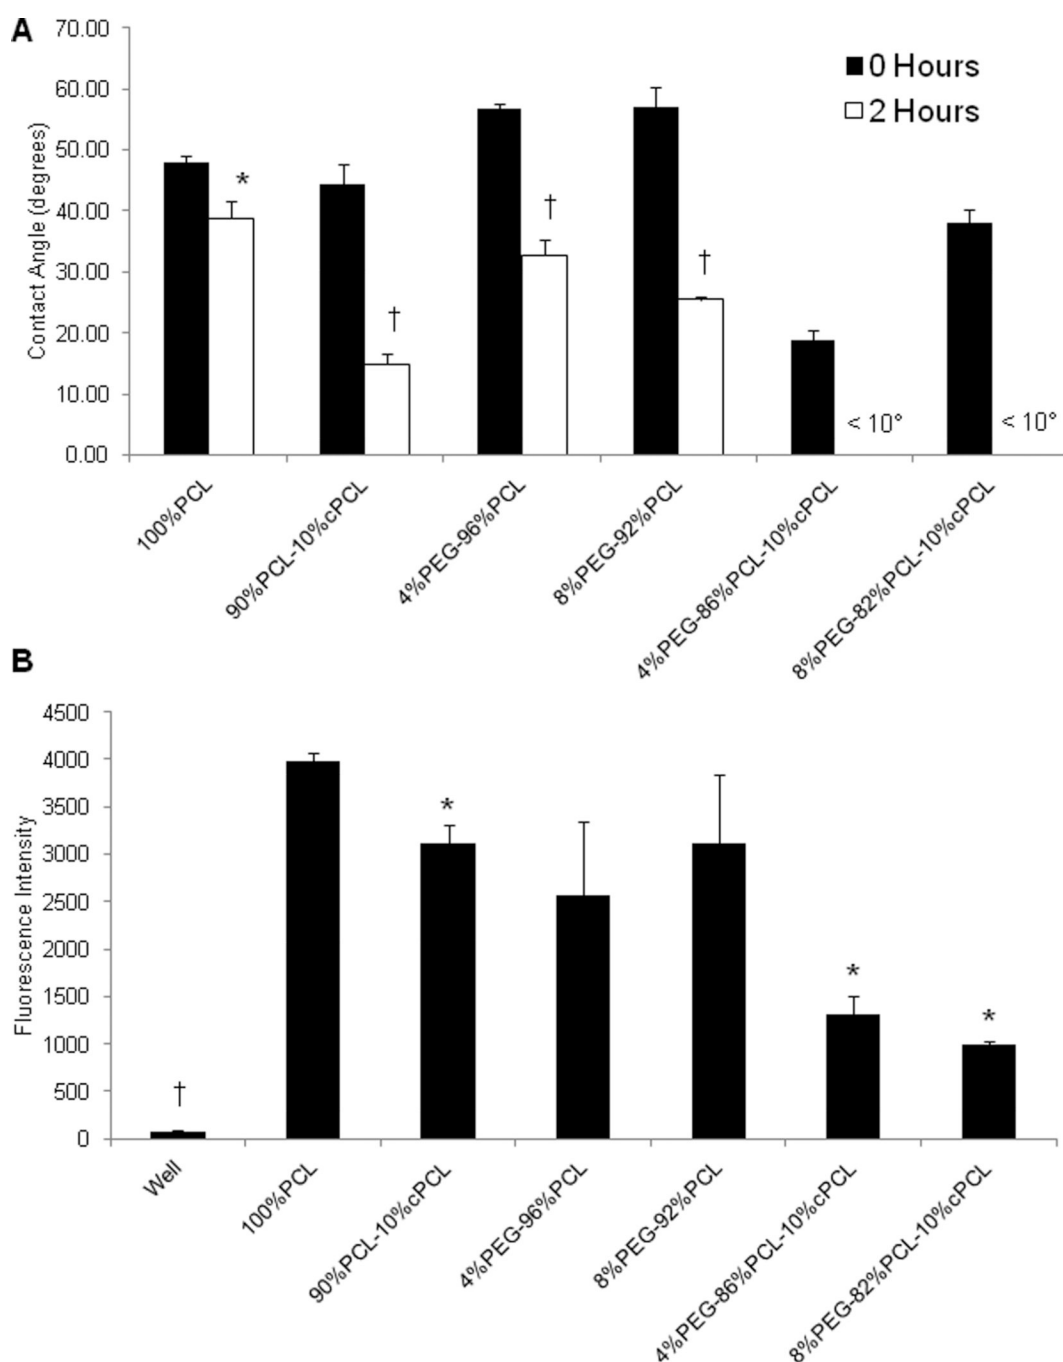 A
Contact Angle (degrees)
70.00
60.00
50.00
40.00
30.00
20.00
10.00
0.00
0 Hours
2 Hours
*
†
†
†
< 10°
< 10°
100%PCL
90%PCL-10%cPCL
4%PEG-96%PCL
8%PEG-92%PCL
4%PEG-86%PCL-10%cPCL
8%PEG-82%PCL-10%cPCL
B
Fluorescence Intensity
4500
4000
3500
3000
2500
2000
1500
1000
500
0
†
*
*
*
Well
100%PCL
90%PCL-10%cPCL
4%PEG-96%PCL
8%PEG-92%PCL
4%PEG-86%PCL-10%cPCL
8%PEG-82%PCL-10%cPCL